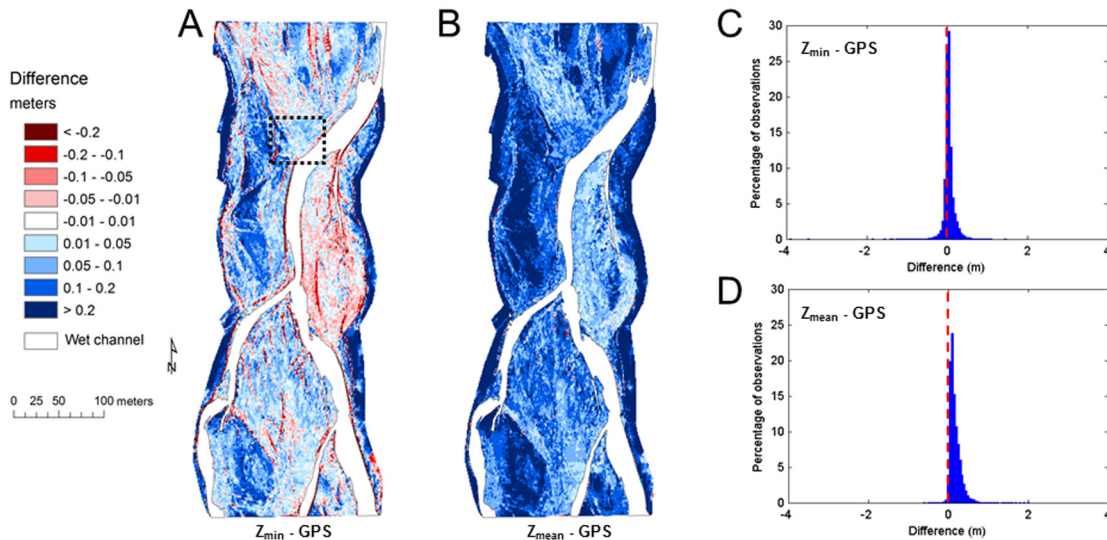 A
B
C
D
Difference
meters
< -0.2
-0.2 - -0.1
-0.1 - -0.05
-0.05 - -0.01
-0.01 - 0.01
0.01 - 0.05
0.05 - 0.1
0.1 - 0.2
> 0.2
Wet channel
N
0 25 50 100 meters
Zmin - GPS
Zmean - GPS
Zmin - GPS
Percentage of observations
30
25
20
15
10
5
0
-4 -2 0 2 4
Difference (m)
Zmean - GPS
Percentage of observations
30
25
20
15
10
5
0
-4 -2 0 2 4
Difference (m)